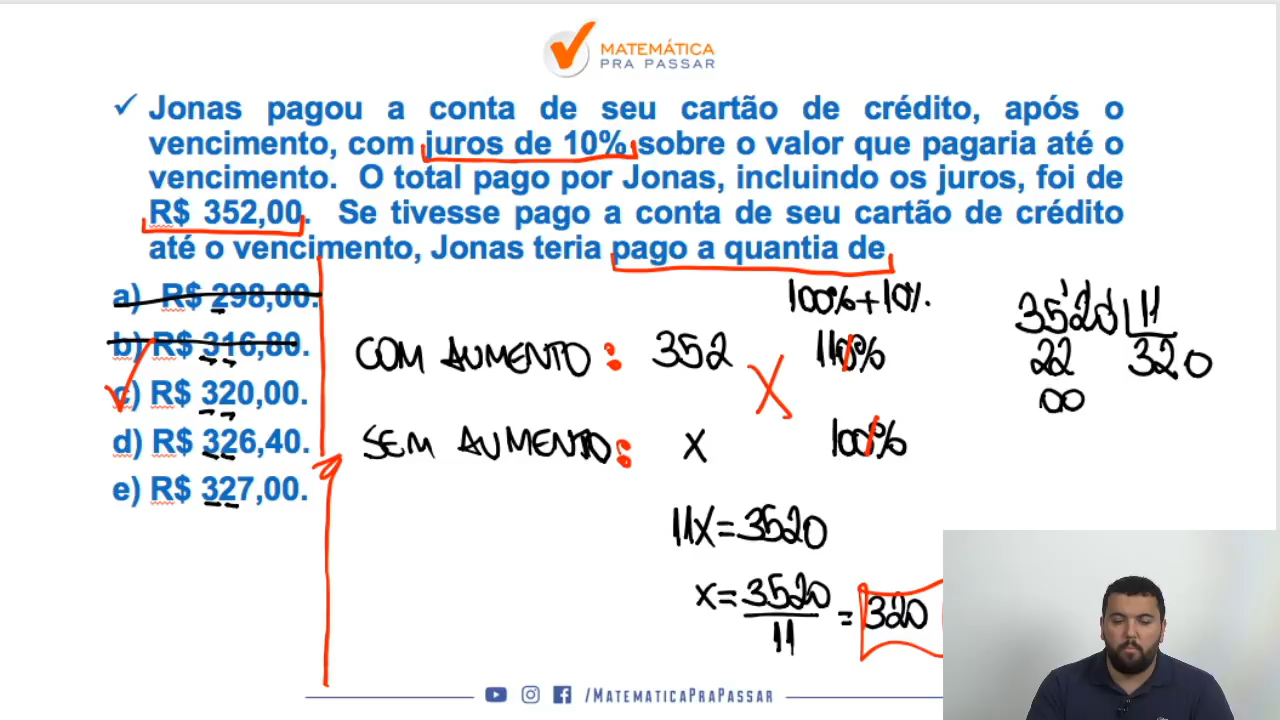 MATEMÁTICA
PRA PASSAR
✓ Jonas pagou a conta de seu cartão de crédito, após o
vencimento, com juros de 10% sobre o valor que pagaria até o
vencimento. O total pago por Jonas, incluindo os juros, foi de
R$ 352,00. Se tivesse pago a conta de seu cartão de crédito
até o vencimento, Jonas teria pago a quantia de
a) R$ 298,00.
b) R$ 316,80.
c) R$ 320,00.
d) R$ 326,40.
e) R$ 327,00.
100%+10%.
COM AUMENTO: 352 110%
SEM AUMENTO: x 100%
11x=3520
x=3520/11 = 320
3520 11
22 320
00
/MATEMATICAPRAPASSAR